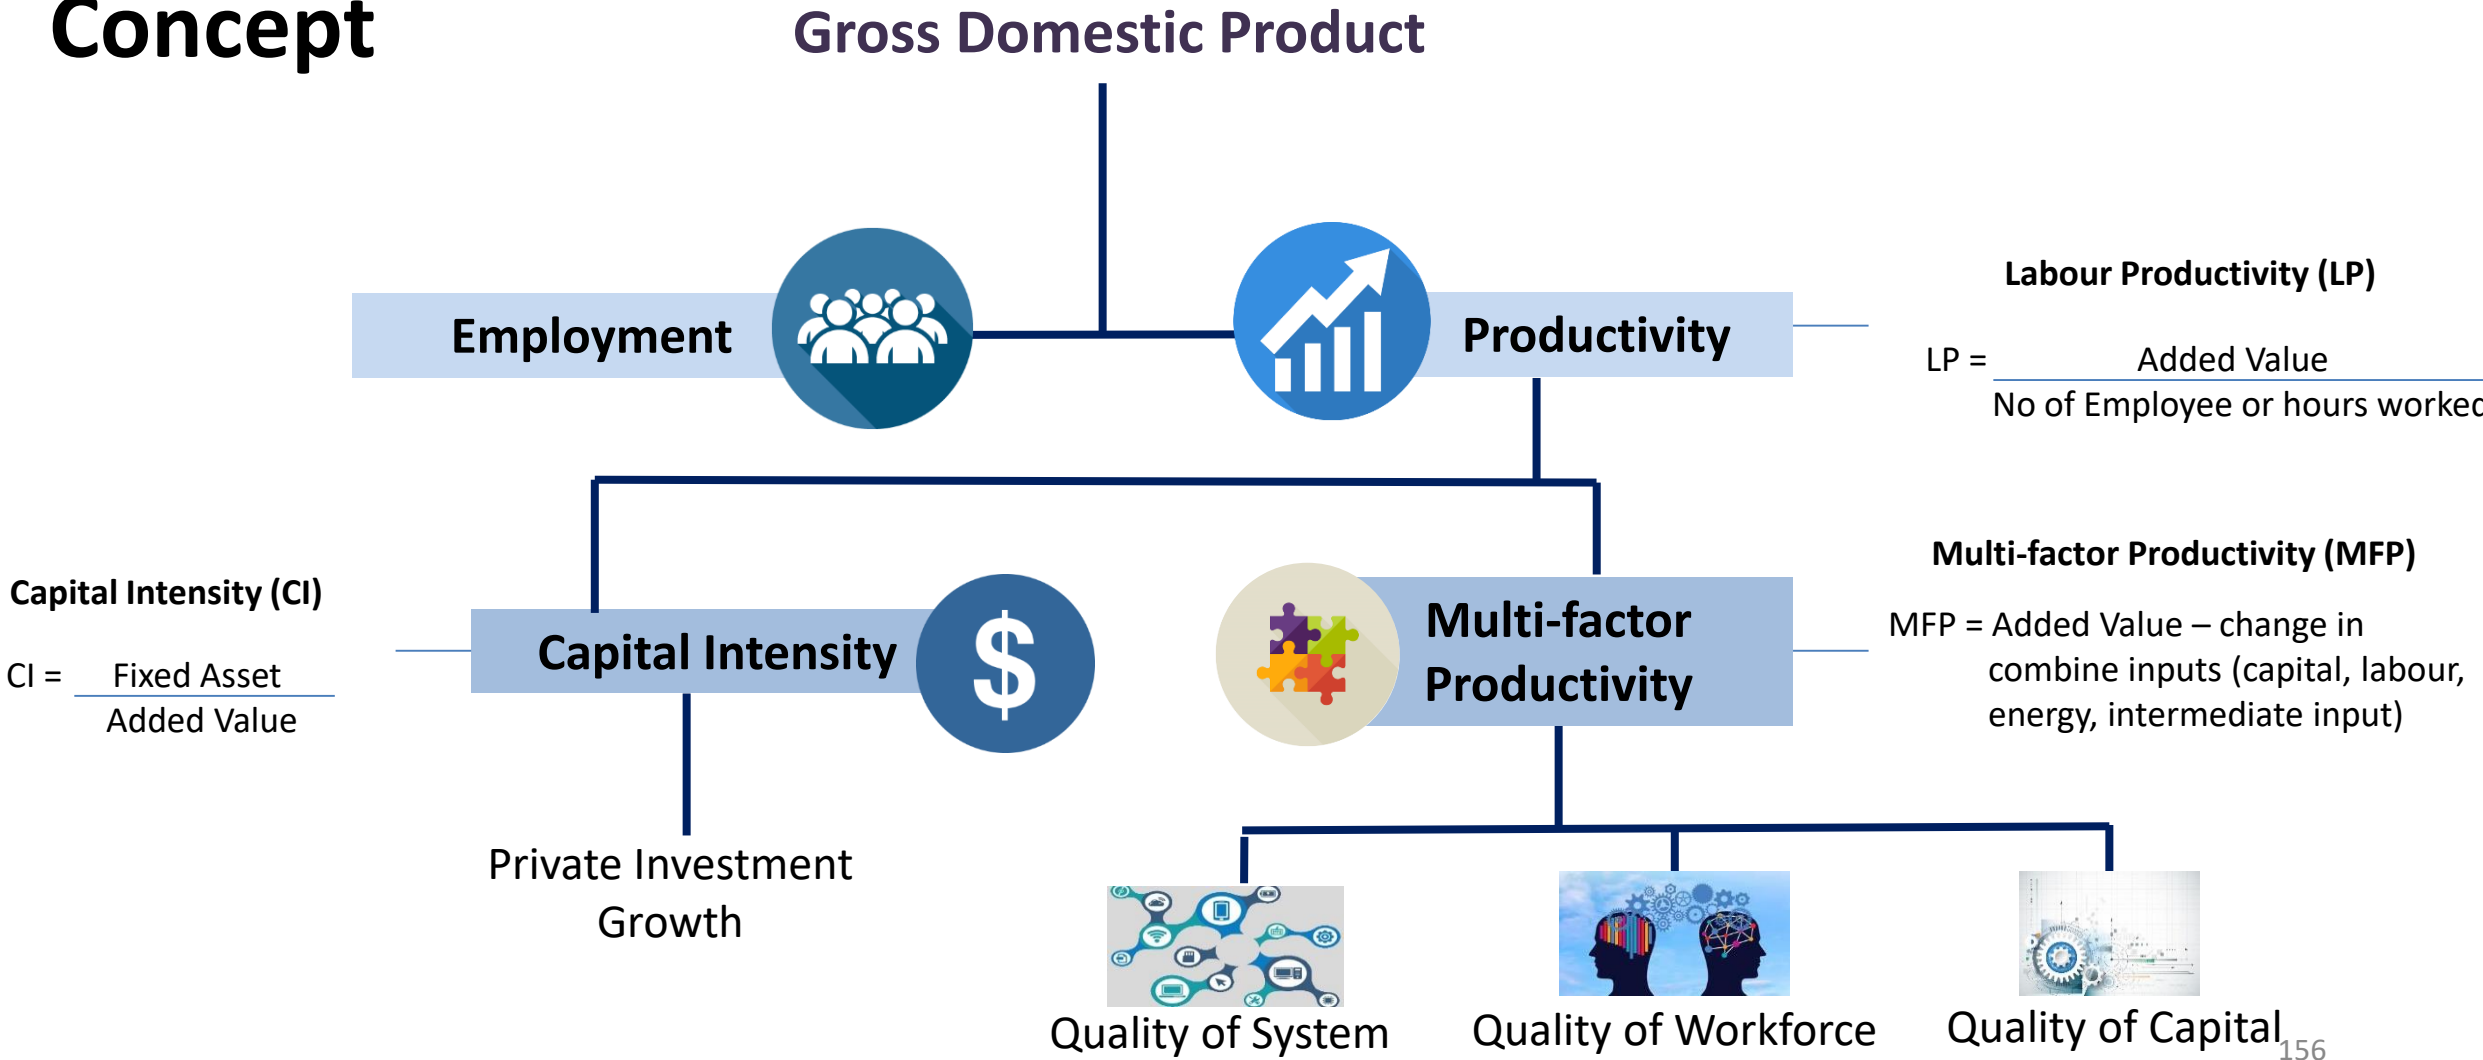 Concept
Gross Domestic Product
Employment
Productivity
Labour Productivity (LP)
LP = Added Value
No of Employee or hours worked
Capital Intensity (CI)
CI = Fixed Asset
Added Value
Capital Intensity
$
Multi-factor
Productivity
Multi-factor Productivity (MFP)
MFP = Added Value – change in
combine inputs (capital, labour,
energy, intermediate input)
Private Investment
Growth
Quality of System
Quality of Workforce
Quality of Capital
156